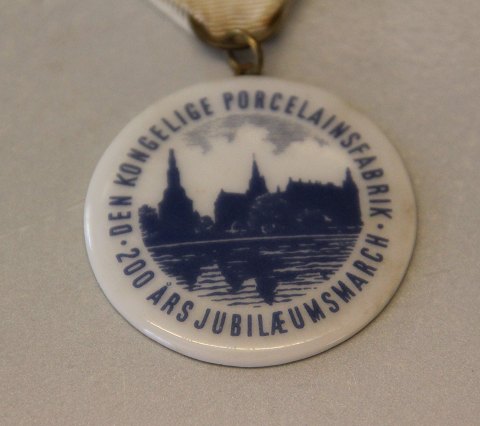 DEN KONGELIGE PORCELAINSFABRIK
200 ÅRS JUBILÆUMSMARCH